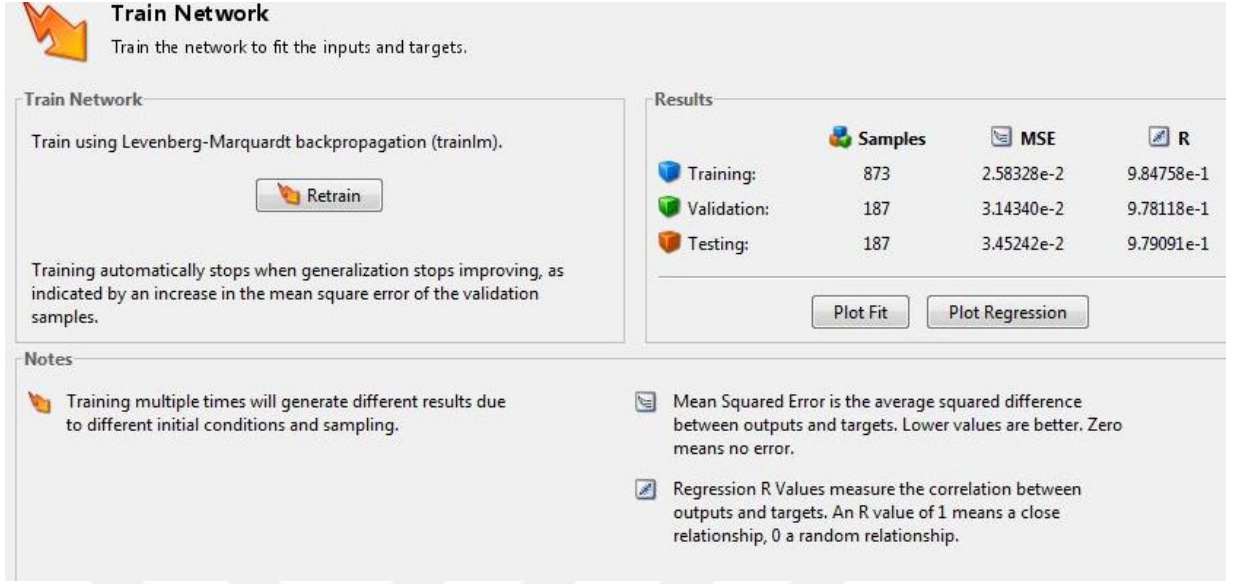 Train Network
Train the network to fit the inputs and targets.
Train Network
Train using Levenberg-Marquardt backpropagation (trainlm).
Retrain
Training automatically stops when generalization stops improving, as
indicated by an increase in the mean square error of the validation
samples.
Results
Samples MSE R
Training: 873 2.58328e-2 9.84758e-1
Validation: 187 3.14340e-2 9.78118e-1
Testing: 187 3.45242e-2 9.79091e-1
Plot Fit Plot Regression
Notes
Training multiple times will generate different results due
to different initial conditions and sampling.
Mean Squared Error is the average squared difference
between outputs and targets. Lower values are better. Zero
means no error.
Regression R Values measure the correlation between
outputs and targets. An R value of 1 means a close
relationship, 0 a random relationship.